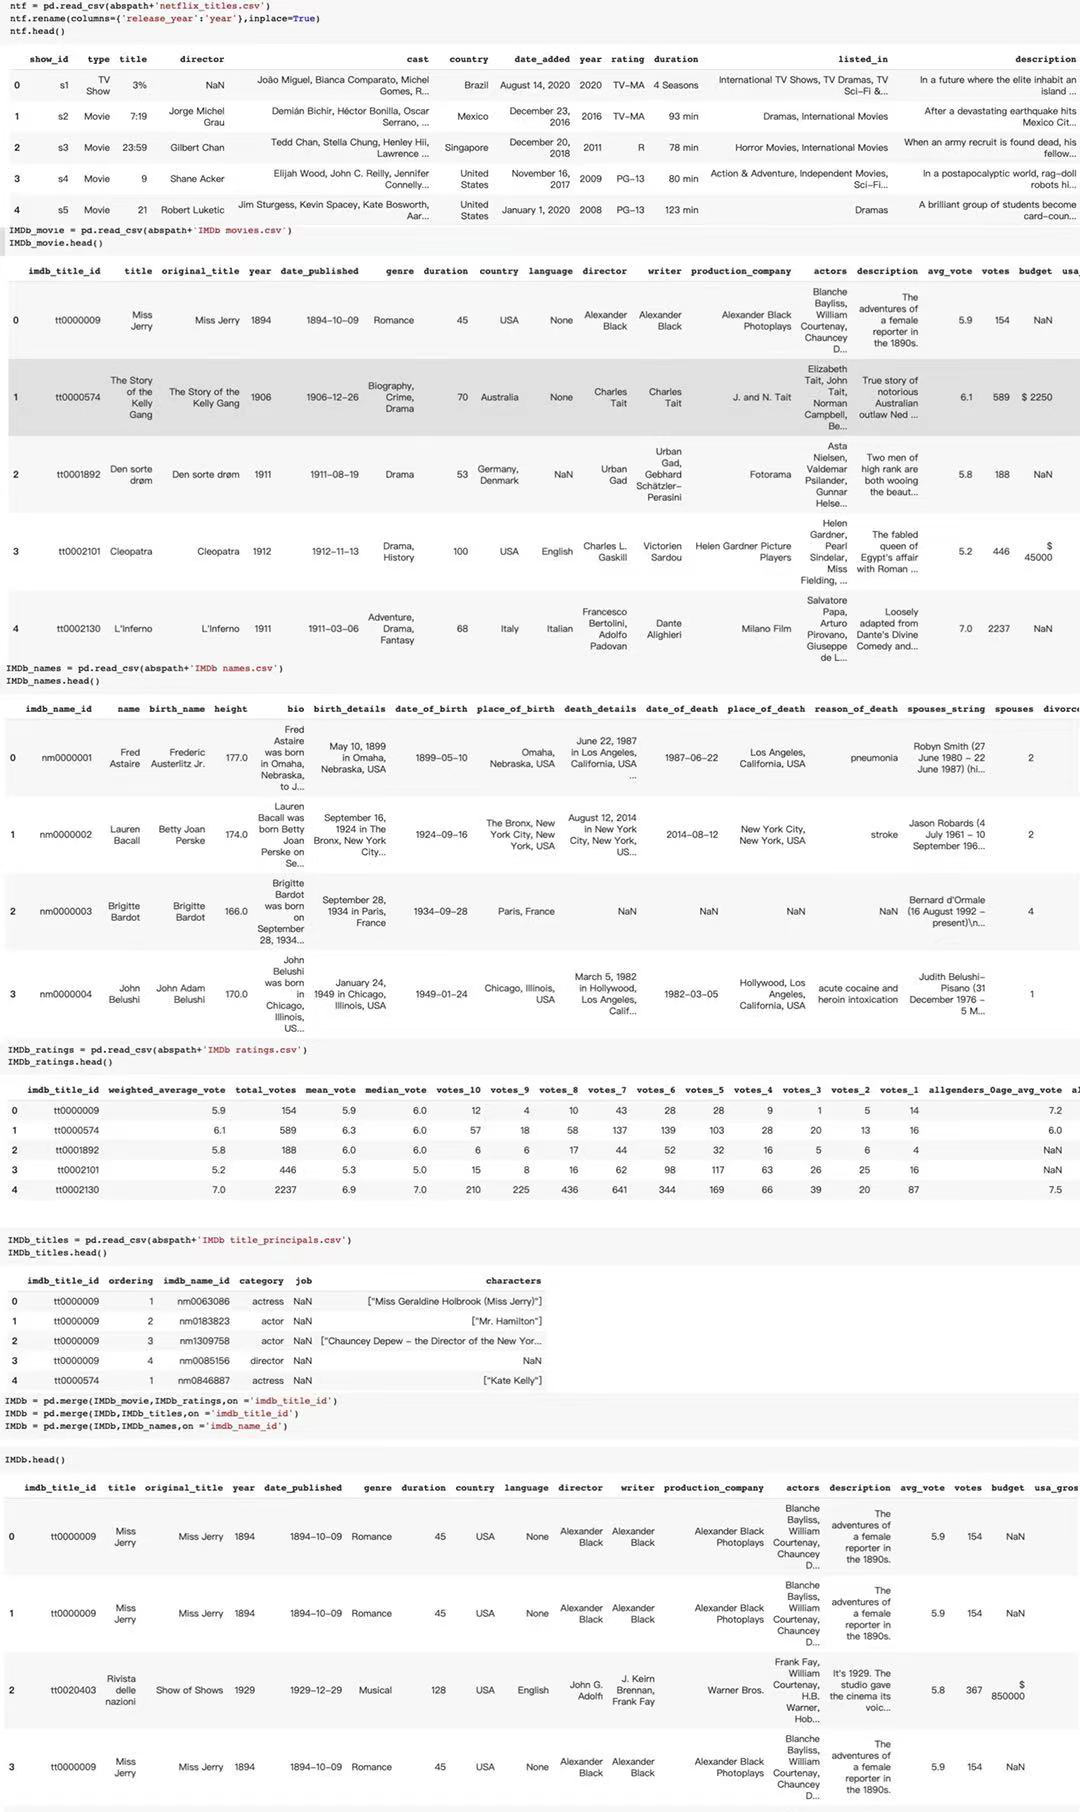 ntf = pd.read_csv(abspath+'netflix_titles.csv')
ntf.rename(columns={'release_year':'year'},inplace=True)
ntf.head()
show_id type title director cast country date_added year rating duration listed_in description
0 s1 TV Show 3% NaN João Miguel, Bianca Comparato, Michel Gomes, R... Brazil August 14, 2020 2020 TV-MA 4 Seasons International TV Shows, TV Dramas, TV Sci-Fi &... In a future where the elite inhabit an island ...
1 s2 Movie 7:19 Jorge Michel Grau Demián Bichir, Héctor Bonilla, Oscar Serrano, ... Mexico December 23, 2016 2016 TV-MA 93 min Dramas, International Movies After a devastating earthquake hits Mexico Cit...
2 s3 Movie 23:59 Gilbert Chan Tedd Chan, Stella Chung, Henley Hii, Lawrence ... Singapore December 20, 2018 2011 R 78 min Horror Movies, International Movies When an army recruit is found dead, his fellow...
3 s4 Movie 9 Shane Acker Elijah Wood, John C. Reilly, Jennifer Connelly... United States November 16, 2017 2009 PG-13 80 min Action & Adventure, Independent Movies, Sci-Fi... In a postapocalyptic world, rag-doll robots hi...
4 s5 Movie 21 Robert Luketic Jim Sturgess, Kevin Spacey, Kate Bosworth, Aar... United States January 1, 2020 2008 PG-13 123 min Dramas A brilliant group of students become card-coun...
IMDb_movie = pd.read_csv(abspath+'IMDb movies.csv')
IMDb_movie.head()
imdb_title_id title original_title year date_published genre duration country language director writer production_company actors description avg_vote votes budget usa_
0 tt0000009 Miss Jerry Miss Jerry 1894 1894-10-09 Romance 45 USA None Alexander Black Alexander Black Alexander Black Photoplays Blanche Bayliss, William Courtenay, Chauncey D... The adventures of a female reporter in the 1890s. 5.9 154 NaN
1 tt0000574 The Story of the Kelly Gang The Story of the Kelly Gang 1906 1906-12-26 Biography, Crime, Drama 70 Australia None Charles Tait Charles Tait J. and N. Tait Elizabeth Tait, John Tait, Norman Campbell, Be... True story of notorious Australian outlaw Ned ... 6.1 589 $ 2250
2 tt0001892 Den sorte drøm Den sorte drøm 1911 1911-08-19 Drama 53 Germany, Denmark NaN Urban Gad Urban Gad, Gebhard Schätzler-Perasini Fotorama Asta Nielsen, Valdemar Psilander, Gunnar Helse... Two men of high rank are both wooing the beaut... 5.8 188 NaN
3 tt0002101 Cleopatra Cleopatra 1912 1912-11-13 Drama, History 100 USA English Charles L. Gaskill Victorien Sardou Helen Gardner Picture Players Helen Gardner, Pearl Sindelar, Miss Fielding, ... The fabled queen of Egypt's affair with Roman ... 5.2 446 $ 45000
4 tt0002130 L'Inferno L'Inferno 1911 1911-03-06 Adventure, Drama, Fantasy 68 Italy Italian Francesco Bertolini, Adolfo Padovan Dante Alighieri Milano Film Salvatore Papa, Arturo Pirovano, Giuseppe de L... Loosely adapted from Dante's Divine Comedy and... 7.0 2237 NaN
IMDb_names = pd.read_csv(abspath+'IMDb names.csv')
IMDb_names.head()
imdb_name_id name birth_name height bio birth_details date_of_birth place_of_birth death_details date_of_death place_of_death reason_of_death spouses_string spouses divorce
0 nm0000001 Fred Astaire Frederic Austerlitz Jr. 177.0 Fred Astaire was born in Omaha, Nebraska, to J... May 10, 1899 in Omaha, Nebraska, USA 1899-05-10 Omaha, Nebraska, USA June 22, 1987 in Los Angeles, California, USA ... 1987-06-22 Los Angeles, California, USA pneumonia Robyn Smith (27 June 1980 - 22 June 1987) (hi... 2
1 nm0000002 Lauren Bacall Betty Joan Perske 174.0 Lauren Bacall was born Betty Joan Perske on Se... September 16, 1924 in The Bronx, New York City... 1924-09-16 The Bronx, New York City, New York, USA August 12, 2014 in New York City, New York, US... 2014-08-12 New York City, New York, USA stroke Jason Robards (4 July 1961 - 10 September 196... 2
2 nm0000003 Brigitte Bardot Brigitte Bardot 166.0 Brigitte Bardot was born on September 28, 1934... September 28, 1934 in Paris, France 1934-09-28 Paris, France NaN NaN NaN NaN Bernard d'Ormale (16 August 1992 - present)\n... 4
3 nm0000004 John Belushi John Adam Belushi 170.0 John Belushi was born in Chicago, Illinois, US... January 24, 1949 in Chicago, Illinois, USA 1949-01-24 Chicago, Illinois, USA March 5, 1982 in Hollywood, Los Angeles, Calif... 1982-03-05 Hollywood, Los Angeles, California, USA acute cocaine and heroin intoxication Judith Belushi-Pisano (31 December 1976 - 5 M... 1
IMDb_ratings = pd.read_csv(abspath+'IMDb ratings.csv')
IMDb_ratings.head()
imdb_title_id weighted_average_vote total_votes mean_vote median_vote votes_10 votes_9 votes_8 votes_7 votes_6 votes_5 votes_4 votes_3 votes_2 votes_1 allgenders_0age_avg_vote al
0 tt0000009 5.9 154 5.9 6.0 12 4 10 43 28 28 9 1 5 14 7.2
1 tt0000574 6.1 589 6.3 6.0 57 18 58 137 139 103 28 20 13 16 6.0
2 tt0001892 5.8 188 6.0 6.0 6 6 17 44 52 32 16 5 6 4 NaN
3 tt0002101 5.2 446 5.3 5.0 15 8 16 62 98 117 63 26 25 16 NaN
4 tt0002130 7.0 2237 6.9 7.0 210 225 436 641 344 169 66 39 20 87 7.5
IMDb_titles = pd.read_csv(abspath+'IMDb title_principals.csv')
IMDb_titles.head()
imdb_title_id ordering imdb_name_id category job characters
0 tt0000009 1 nm0063086 actress NaN ["Miss Geraldine Holbrook (Miss Jerry)"]
1 tt0000009 2 nm0183823 actor NaN ["Mr. Hamilton"]
2 tt0000009 3 nm1309758 actor NaN ["Chauncey Depew - the Director of the New Yor...
3 tt0000009 4 nm0085156 director NaN NaN
4 tt0000574 1 nm0846887 actress NaN ["Kate Kelly"]
IMDb = pd.merge(IMDb_movie,IMDb_ratings,on ='imdb_title_id')
IMDb = pd.merge(IMDb,IMDb_titles,on ='imdb_title_id')
IMDb = pd.merge(IMDb,IMDb_names,on ='imdb_name_id')
IMDb.head()
imdb_title_id title original_title year date_published genre duration country language director writer production_company actors description avg_vote votes budget usa_gros
0 tt0000009 Miss Jerry Miss Jerry 1894 1894-10-09 Romance 45 USA None Alexander Black Alexander Black Alexander Black Photoplays Blanche Bayliss, William Courtenay, Chauncey D... The adventures of a female reporter in the 1890s. 5.9 154 NaN
1 tt0000009 Miss Jerry Miss Jerry 1894 1894-10-09 Romance 45 USA None Alexander Black Alexander Black Alexander Black Photoplays Blanche Bayliss, William Courtenay, Chauncey D... The adventures of a female reporter in the 1890s. 5.9 154 NaN
2 tt0020403 Rivista delle nazioni Show of Shows 1929 1929-12-29 Musical 128 USA English John G. Adolfi J. Keirn Brennan, Frank Fay Warner Bros. Frank Fay, William Courtenay, H.B. Warner, Hob... It's 1929. The studio gave the cinema its voic... 5.8 367 $ 850000
3 tt0000009 Miss Jerry Miss Jerry 1894 1894-10-09 Romance 45 USA None Alexander Black Alexander Black Alexander Black Photoplays Blanche Bayliss, William Courtenay, Chauncey D... The adventures of a female reporter in the 1890s. 5.9 154 NaN